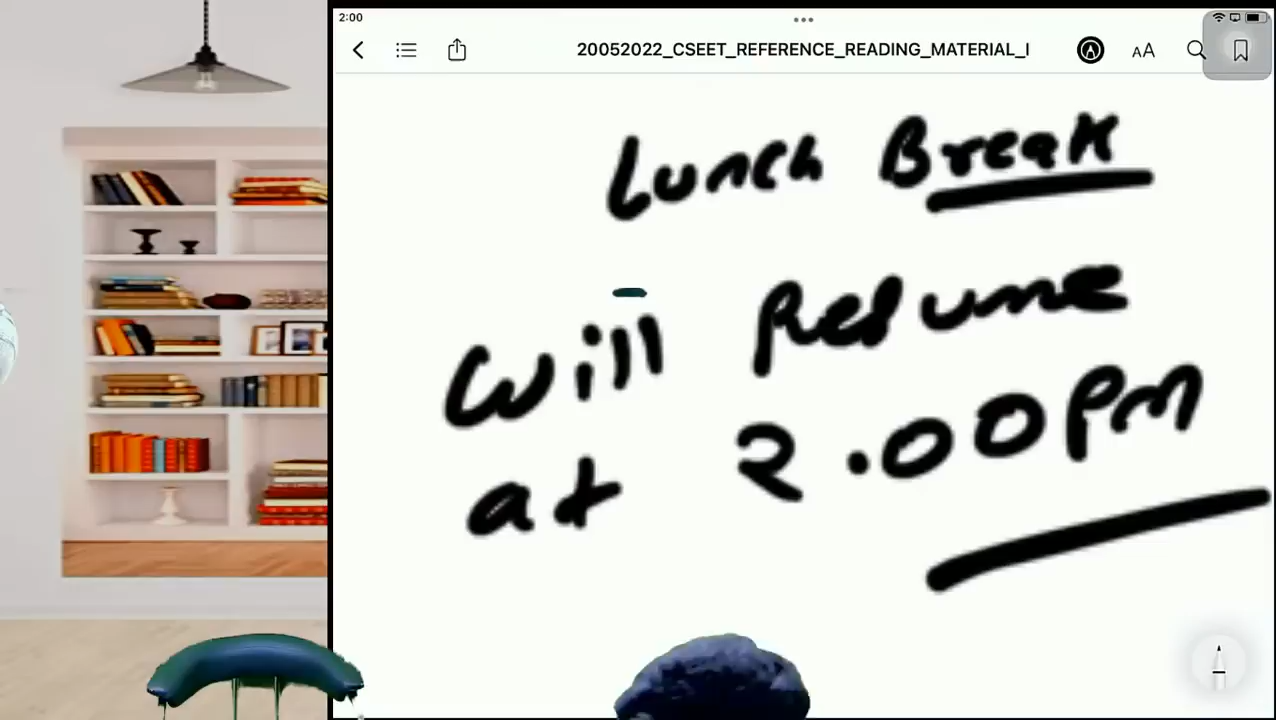 2:00
20052022_CSEET_REFERENCE_READING_MATERIAL_I
AA
Lunch Break
Will Resume
at 2.00PM